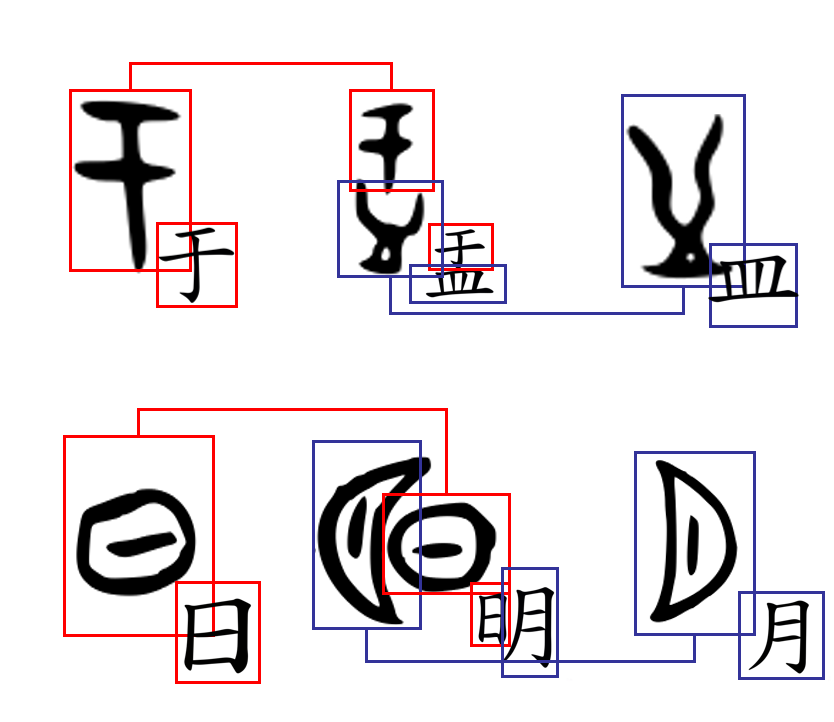 于 盂 皿
日 明 月